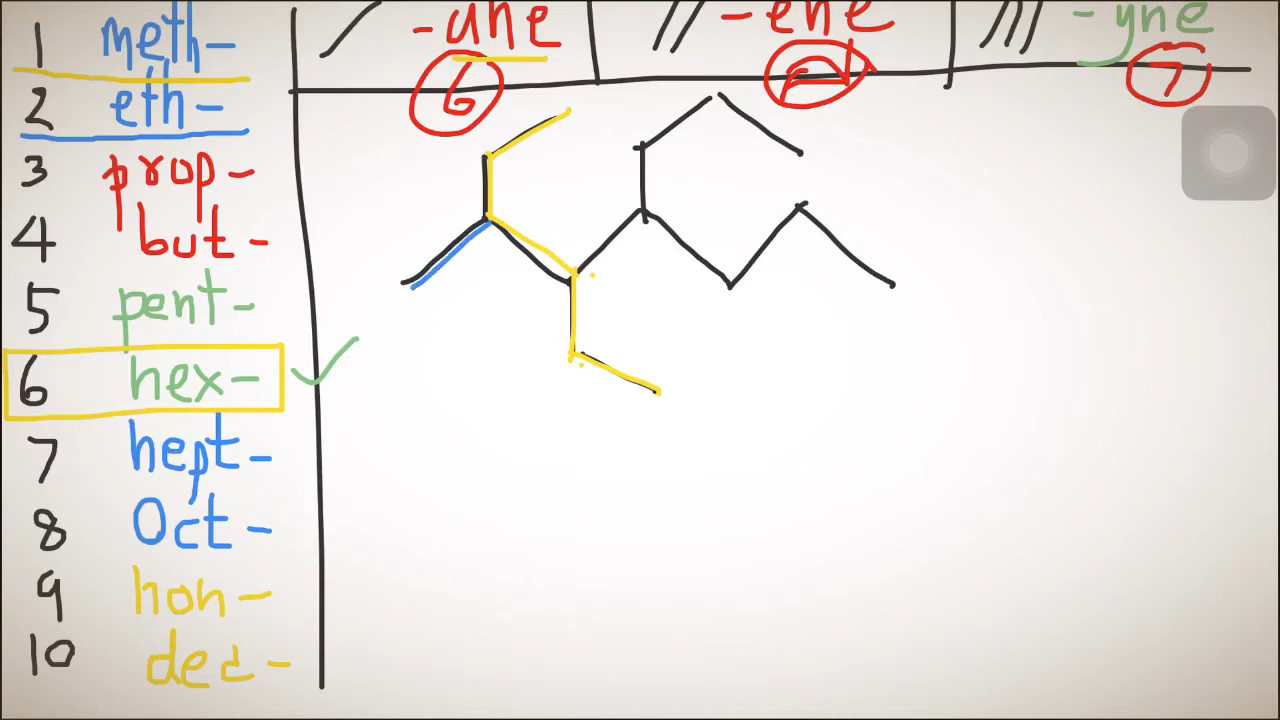 1 meth- -ane -ene -yne
6 2 7
2 eth-
3 prop-
4 but-
5 pent-
6 hex- ✓
7 hept-
8 Oct-
9 non-
10 dec-